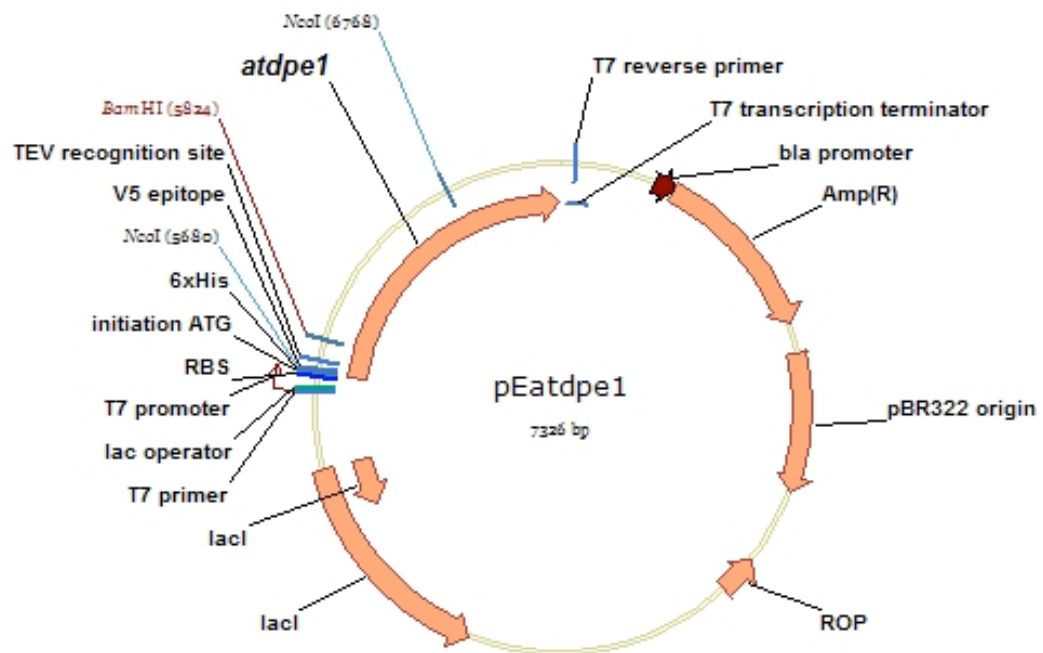 NcoI (6768)
atdpe1
T7 reverse primer
BamHI (5824)
T7 transcription terminator
TEV recognition site
bla promoter
V5 epitope
Amp(R)
NcoI (5680)
6xHis
initiation ATG
RBS
pEatdpe1
T7 promoter
pBR322 origin
7326 bp
lac operator
T7 primer
lacI
lacI
ROP